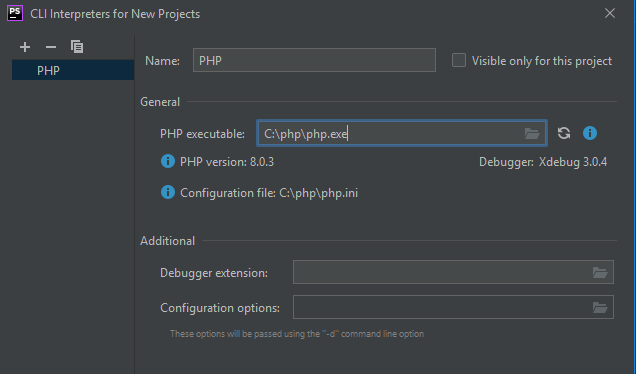 PS CLI Interpreters for New Projects
PHP
Name: PHP Visible only for this project
General
PHP executable: C:\php\php.exe
PHP version: 8.0.3 Debugger: Xdebug 3.0.4
Configuration file: C:\php\php.ini
Additional
Debugger extension:
Configuration options:
These options will be passed using the "-d" command line option